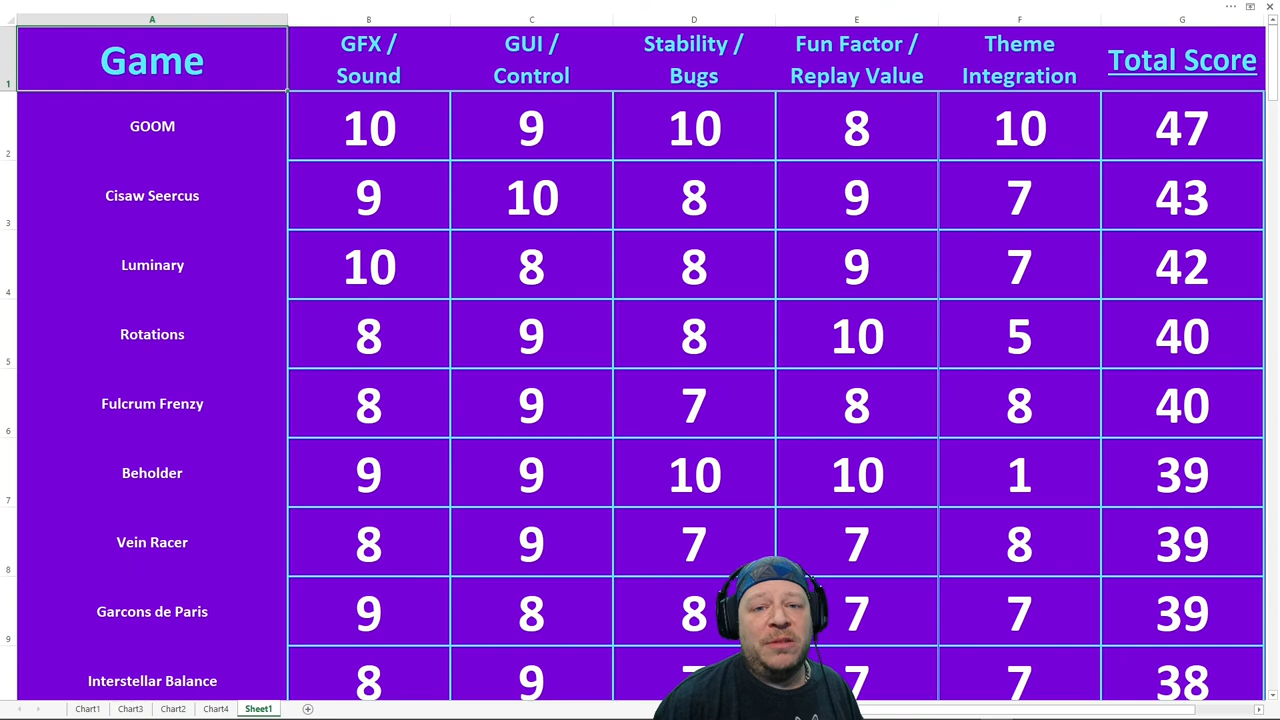 A B C D E F G
1 Game GFX / Sound GUI / Control Stability / Bugs Fun Factor / Replay Value Theme Integration Total Score
2 GOOM 10 9 10 8 10 47
3 Cisaw Seercus 9 10 8 9 7 43
4 Luminary 10 8 8 9 7 42
5 Rotations 8 9 8 10 5 40
6 Fulcrum Frenzy 8 9 7 8 8 40
7 Beholder 9 9 10 10 1 39
8 Vein Racer 8 9 7 7 8 39
9 Garcons de Paris 9 8 8 7 7 39
Interstellar Balance 8 9 7 7 38
Chart1 Chart3 Chart2 Chart4 Sheet1